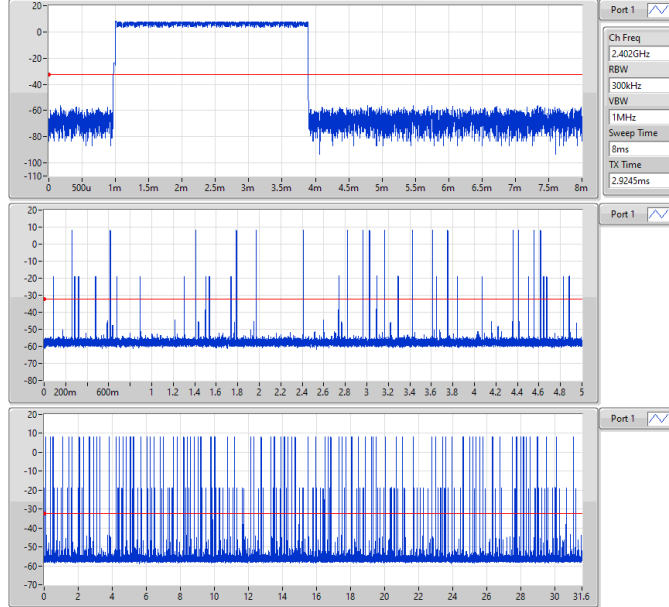 Port 1
20-
0-
-20-
-40-
-60-
-80-
-100-
-110-
0 500u 1m 1.5m 2m 2.5m 3m 3.5m 4m 4.5m 5m 5.5m 6m 6.5m 7m 7.5m 8m
Ch Freq
2.402GHz
RBW
300kHz
VBW
1MHz
Sweep Time
8ms
TX Time
2.9245ms
Port 1
20-
10-
0-
-10-
-20-
-30-
-40-
-50-
-60-
-70-
-80-
0 200m 600m 1 1.2 1.4 1.6 1.8 2 2.2 2.4 2.6 2.8 3 3.2 3.4 3.6 3.8 4 4.2 4.4 4.6 4.8 5
Port 1
20-
10-
0-
-10-
-20-
-30-
-40-
-50-
-60-
-70-
0 2 4 6 8 10 12 14 16 18 20 22 24 26 28 30 31.6